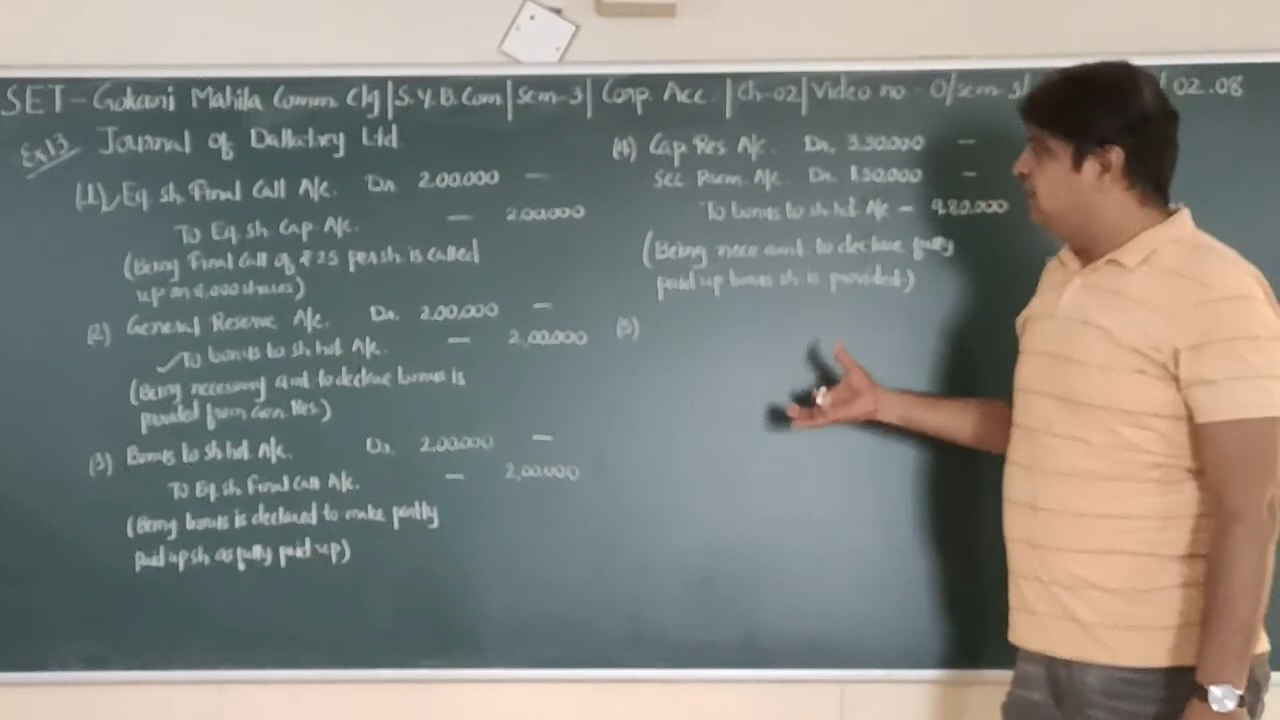 SET - Gokani Mahila Comm. Clg | S.Y.B.Com | Sem-3 | Corp. Acc | Ch-02 | Video no - 0/sem-3/ / 02.08
Ex 13 Journal of Dallatrey Ltd.
(1) Eq. sh. Final Call A/c. Dr. 2,00,000 —
To Eq. sh Cap A/c. — 2,00,000
(Being Final Call of ₹ 25 per sh. is called
up on 8,000 shares)
(2) General Reserve A/c. Dr. 2,00,000 —
To bonus to sh. hol. A/c. — 2,00,000
(Being necessary amt to declare bonus is
provided from Gen. Res.)
(3) Bonus to sh hol. A/c. Dr. 2,00,000 —
To Eq. sh. Final Call A/c. — 2,00,000
(Being bonus is declared to make partly
paid up sh. as fully paid up)
(4) Cap Res A/c. Dr. 3,30,000 —
Sec Prem. A/c. Dr. 1,50,000 —
To bonus to sh. hol. A/c — 4,80,000
(Being nece amt. to declare fully
paid up bonus sh. is provided)
(5)